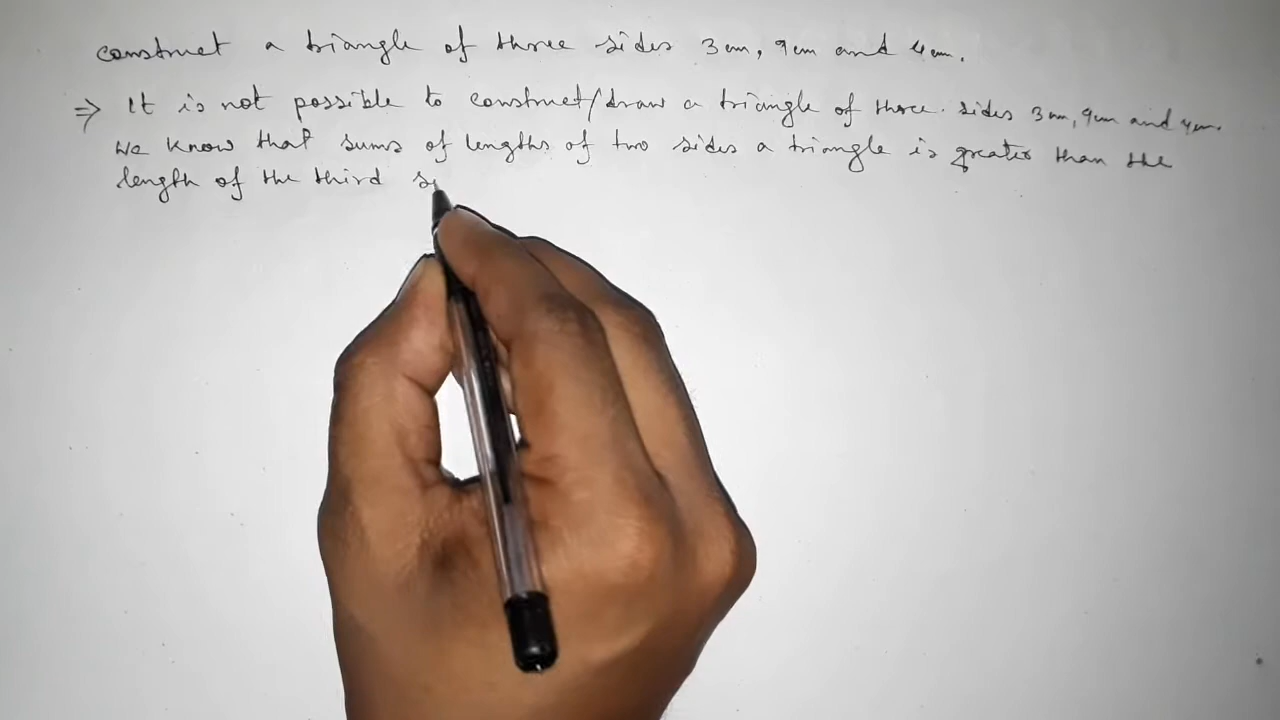 construct a triangle of three sides 3cm, 9cm and 4cm.
⇒ It is not possible to construct/draw a triangle of three sides 3cm, 9cm and 4cm.
We know that sums of lengths of two sides a triangle is greater than the
length of the third si